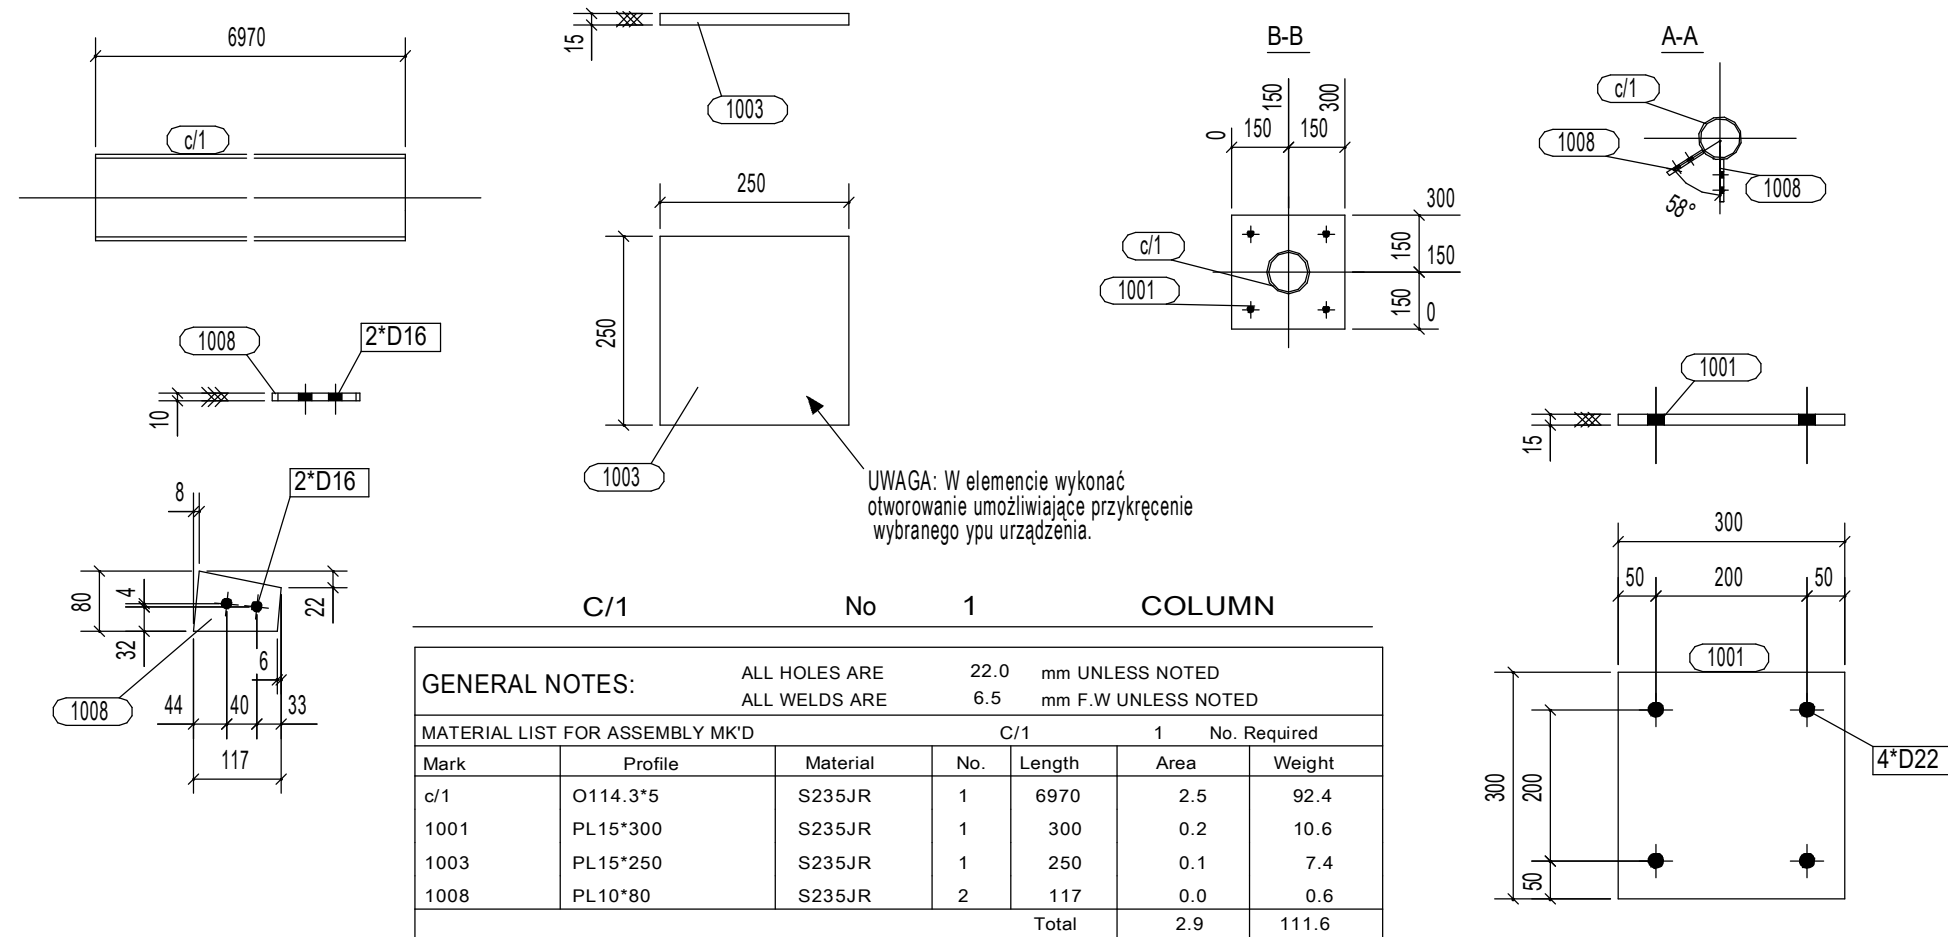 6970
c/1
15
1003
250
250
1003
UWAGA: W elemencie wykonać
otworowanie umożliwiające przykręcenie
wybranego ypu urządzenia.
B-B
0
150
150
150
300
300
150
150
150
0
c/1
1001
A-A
c/1
1008
1008
58°
1008
2*D16
10
2*D16
8
80
4
32
22
6
1008
44
40
33
117
1001
15
300
50
200
50
1001
300
200
50
4*D22
C/1 No 1 COLUMN
GENERAL NOTES:
ALL HOLES ARE 22.0 mm UNLESS NOTED
ALL WELDS ARE 6.5 mm F.W UNLESS NOTED
MATERIAL LIST FOR ASSEMBLY MK'D C/1 1 No. Required
Mark Profile Material No. Length Area Weight
c/1 O114.3*5 S235JR 1 6970 2.5 92.4
1001 PL15*300 S235JR 1 300 0.2 10.6
1003 PL15*250 S235JR 1 250 0.1 7.4
1008 PL10*80 S235JR 2 117 0.0 0.6
Total 2.9 111.6